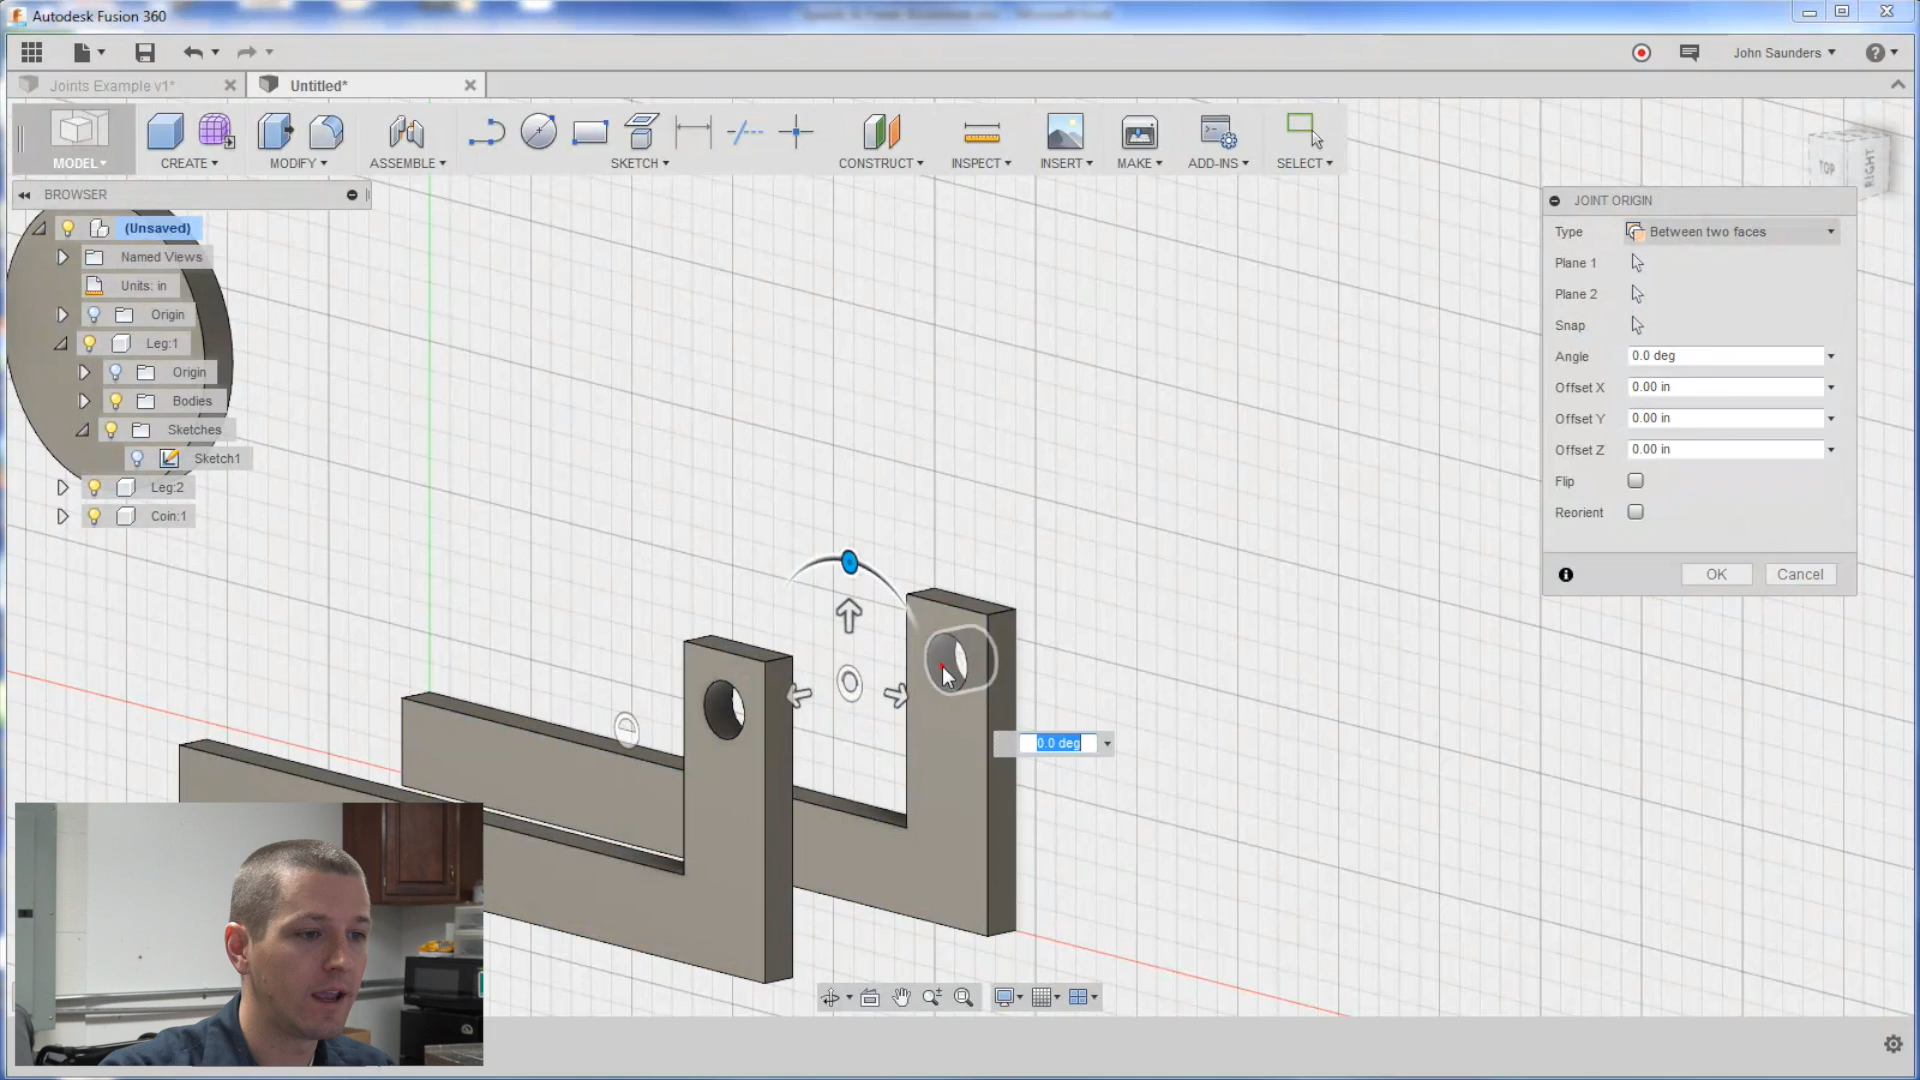 Autodesk Fusion 360
John Saunders
Joints Example v1*
Untitled*
MODEL
CREATE
MODIFY
ASSEMBLE
SKETCH
CONSTRUCT
INSPECT
INSERT
MAKE
ADD-INS
SELECT
TOP
RIGHT
BROWSER
(Unsaved)
Named Views
Units: in
Origin
Leg:1
Origin
Bodies
Sketches
Sketch1
Leg:2
Coin:1
JOINT ORIGIN
Type Between two faces
Plane 1
Plane 2
Snap
Angle 0.0 deg
Offset X 0.00 in
Offset Y 0.00 in
Offset Z 0.00 in
Flip
Reorient
OK Cancel
0.0 deg